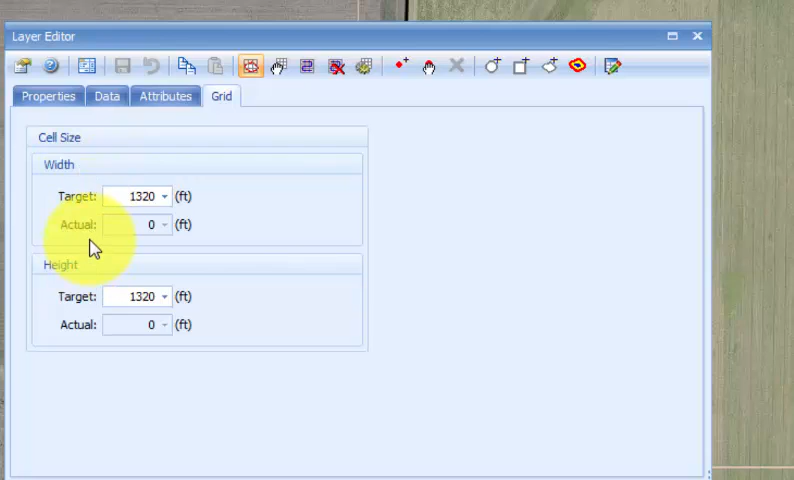 Layer Editor
Properties Data Attributes Grid
Cell Size
Width
Target: 1320 (ft)
Actual: 0 (ft)
Height
Target: 1320 (ft)
Actual: 0 (ft)